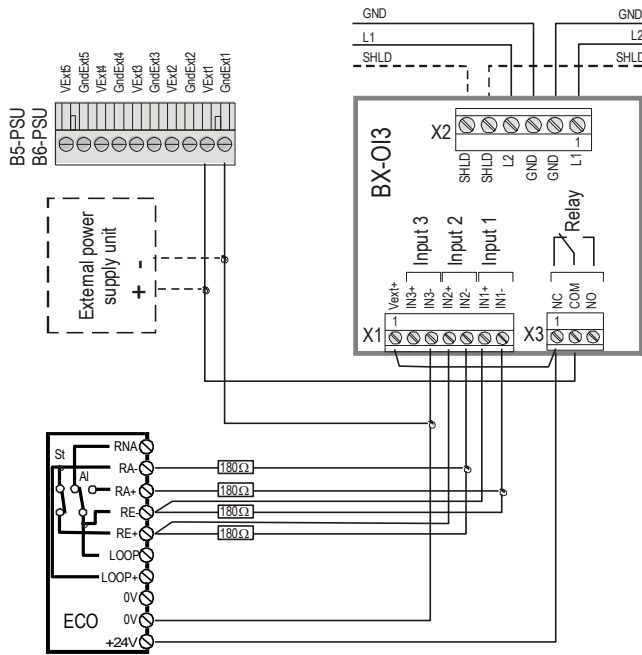 GND
L1
SHLD
GND
L2
SHLD
VExt5
GndExt5
VExt4
GndExt4
VExt3
GndExt3
VExt2
GndExt2
VExt1
GndExt1
B5-PSU
B6-PSU
External power
supply unit
+ -
BX-OI3
X2
1
SHLD
SHLD
L2
GND
GND
L1
Relay
Input 3
Input 2
Input 1
Vext+
IN3+
IN3-
IN2+
IN2-
IN1+
IN1-
NC
COM
NO
X1
1
X3
1
St
Al
RNA
RA-
180Ω
RA+
180Ω
RE-
180Ω
RE+
180Ω
LOOP
LOOP+
0V
ECO
0V
+24V